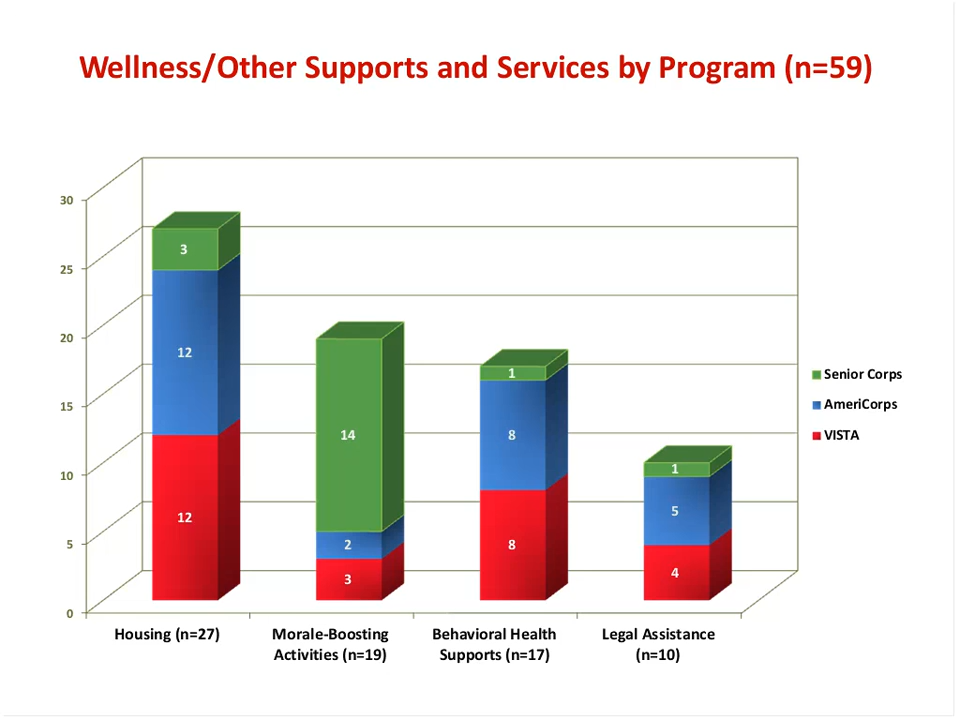 Wellness/Other Supports and Services by Program (n=59)
30
25
20
15
10
5
0
3
12
12
14
2
3
1
8
8
1
5
4
Housing (n=27)
Morale-Boosting
Activities (n=19)
Behavioral Health
Supports (n=17)
Legal Assistance
(n=10)
Senior Corps
AmeriCorps
VISTA